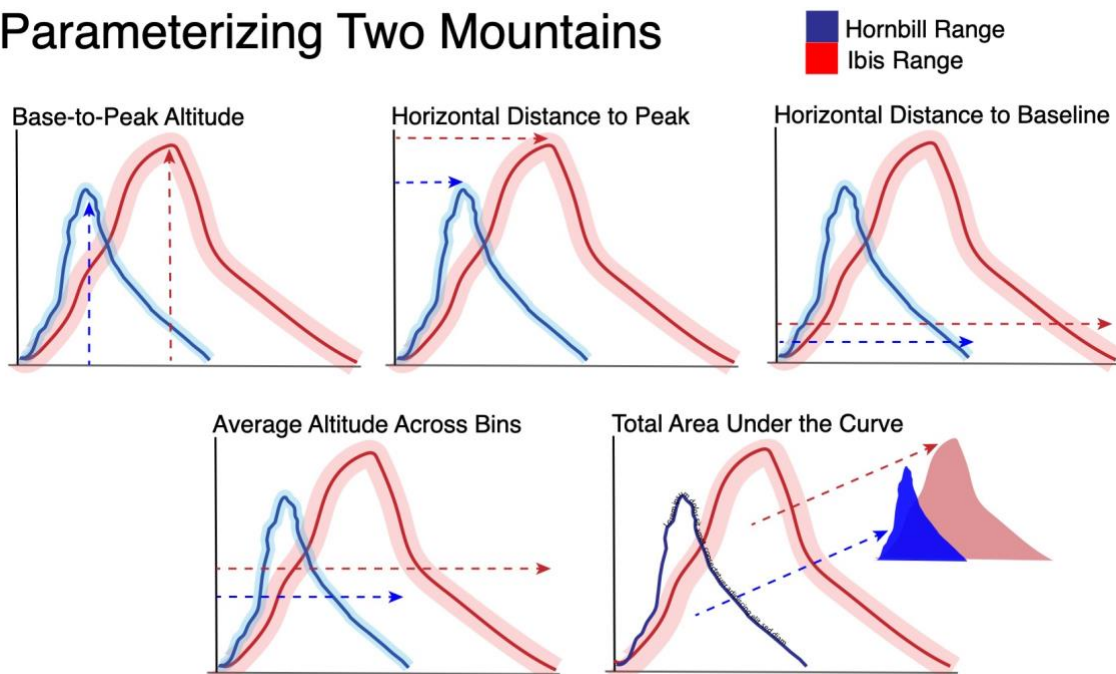 Parameterizing Two Mountains
Hornbill Range
Ibis Range
Base-to-Peak Altitude
Horizontal Distance to Peak
Horizontal Distance to Baseline
Average Altitude Across Bins
Total Area Under the Curve